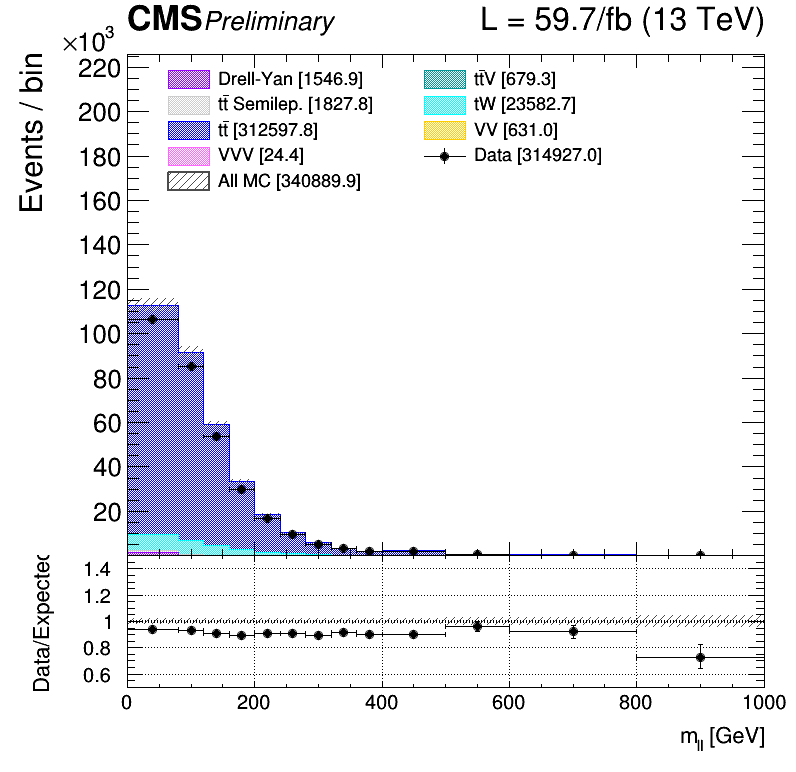 CMS Preliminary L = 59.7/fb (13 TeV)
×10³
Events / bin
Drell-Yan [1546.9]
tt̄ Semilep. [1827.8]
tt̄ [312597.8]
VVV [24.4]
All MC [340889.9]
tt̄V [679.3]
tW [23582.7]
VV [631.0]
Data [314927.0]
220
200
180
160
140
120
100
80
60
40
20
Data/Expected
1.4
1.2
1
0.8
0.6
0 200 400 600 800 1000
m_ll [GeV]